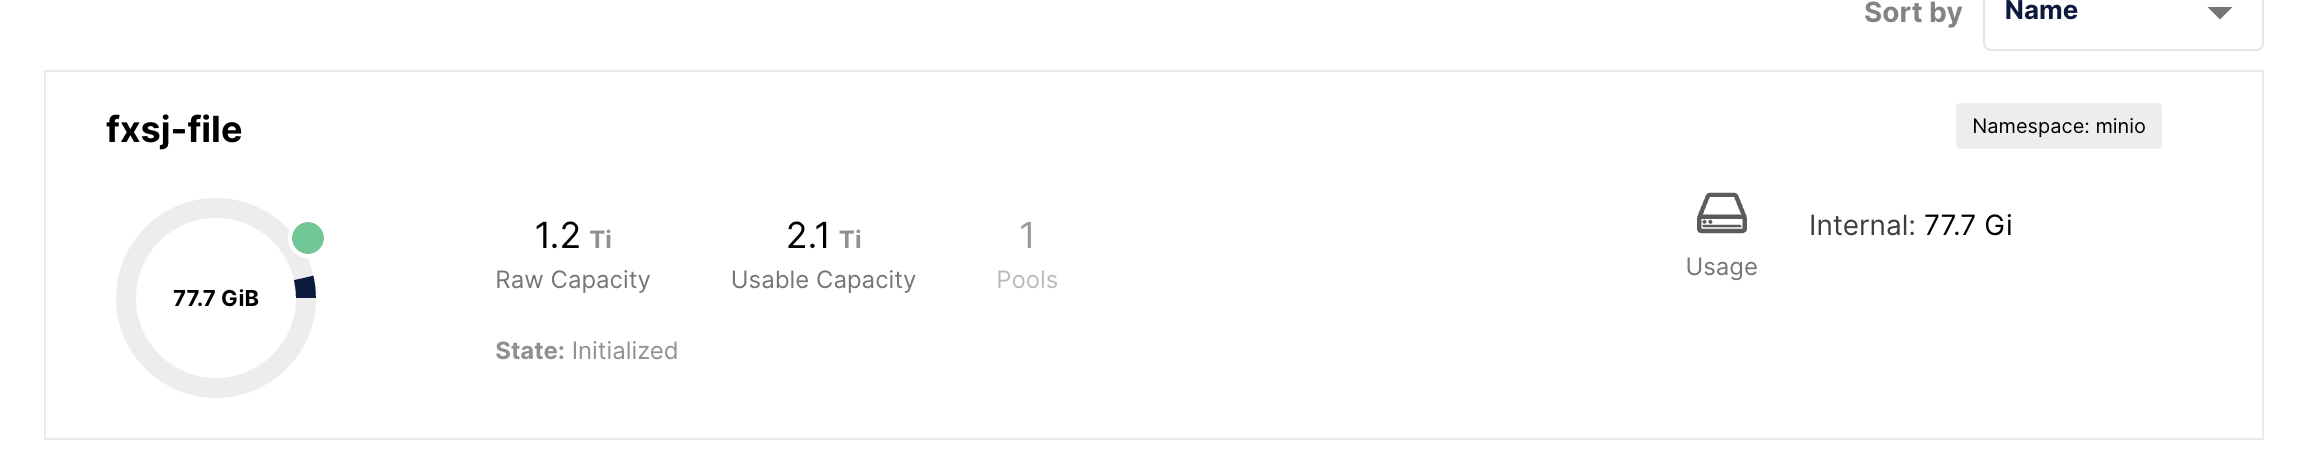 Sort by Name
fxsj-file
Namespace: minio
77.7 GiB
1.2 Ti
Raw Capacity
2.1 Ti
Usable Capacity
1
Pools
State: Initialized
Usage
Internal: 77.7 Gi